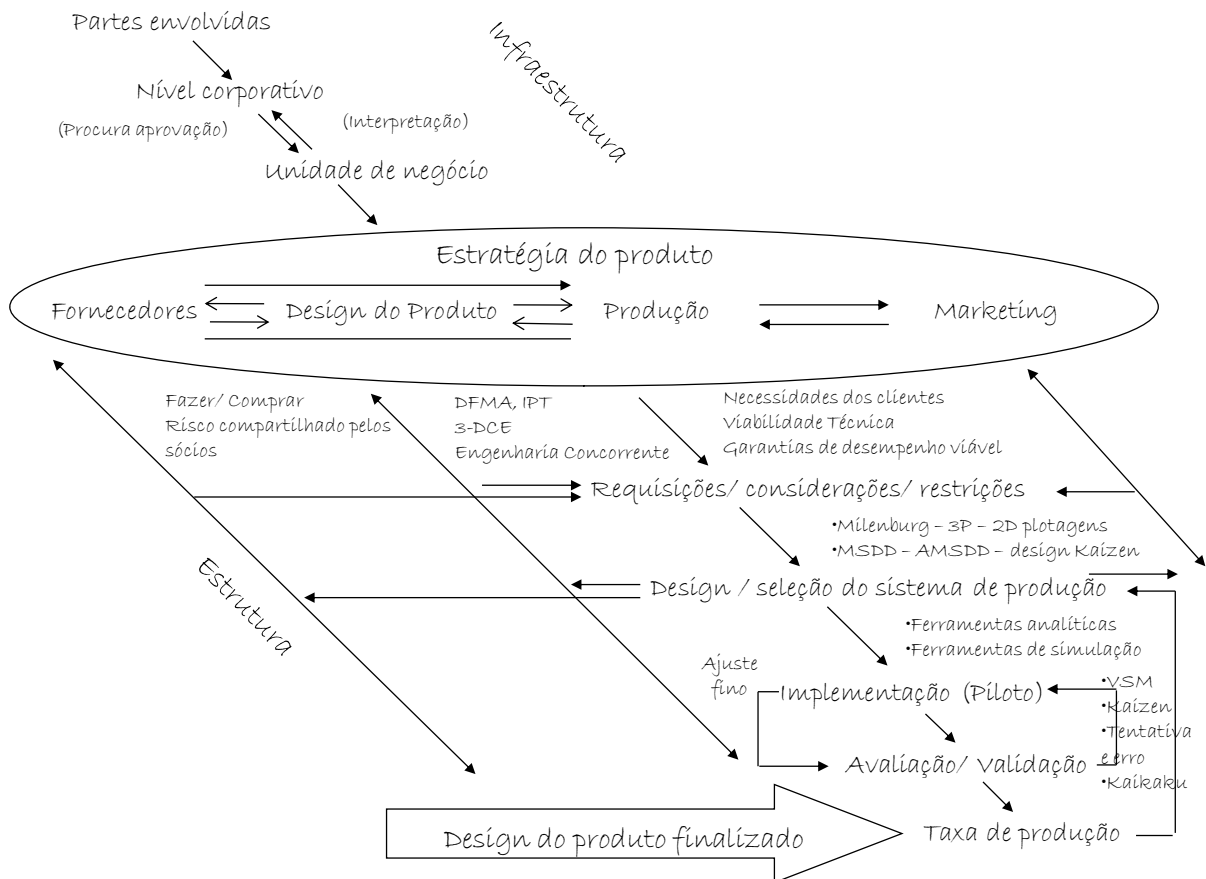 Partes envolvidas
Infraestrutura
Nível corporativo
(Procura aprovação)
(Interpretação)
Unidade de negócio
Estratégia do produto
Fornecedores
Design do Produto
Produção
Marketing
Fazer/ Comprar
Risco compartilhado pelos
sócios
DFMA, IPT
3-DCE
Engenharia Concorrente
Necessidades dos clientes
Viabilidade Técnica
Garantias de desempenho viável
Requisições/ considerações/ restrições
•Milenburg – 3P – 2D plotagens
•MSDD – AMSDD – design Kaizen
Estrutura
Design / seleção do sistema de produção
•Ferramentas analíticas
•Ferramentas de simulação
Ajuste
fino
Implementação (Piloto)
•VSM
•Kaizen
•Tentativa
e erro
•Kaikaku
Avaliação/ Validação
Design do produto finalizado
Taxa de produção